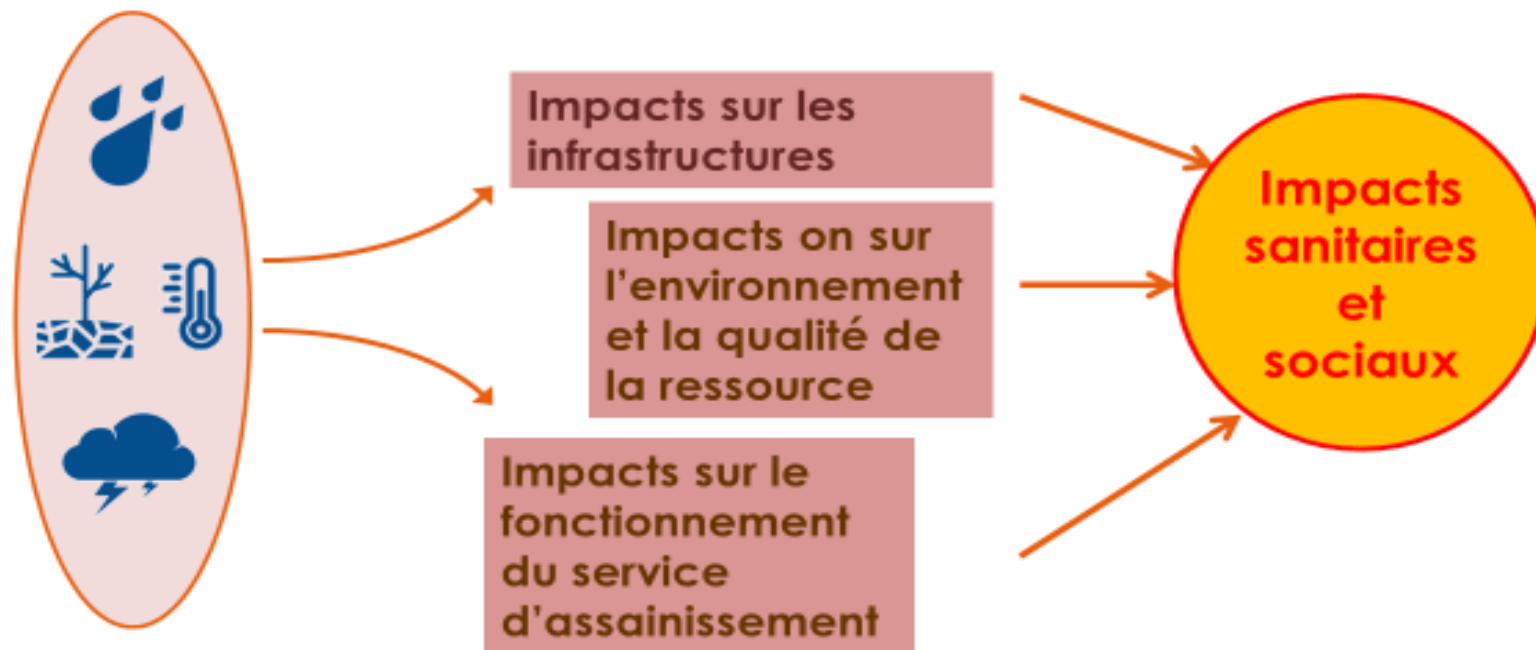 Impacts sur les
infrastructures
Impacts on sur
l'environnement
et la qualité de
la ressource
Impacts sur le
fonctionnement
du service
d'assainissement
Impacts
sanitaires
et
sociaux